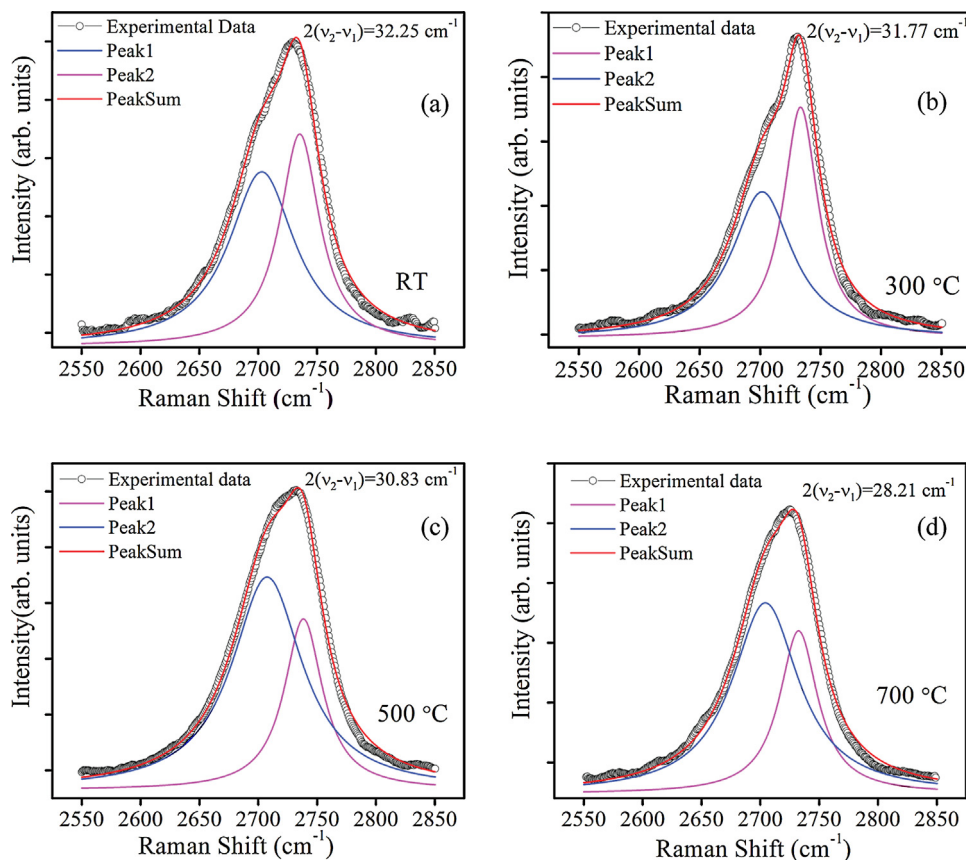 Experimental Data
2(ν₂-ν₁)=32.25 cm⁻¹
Peak1
Peak2
PeakSum
(a)
RT
Intensity (arb. units)
2550 2600 2650 2700 2750 2800 2850
Raman Shift (cm⁻¹)
Experimental data
2(ν₂-ν₁)=31.77 cm⁻¹
Peak1
Peak2
PeakSum
(b)
300 °C
Intensity (arb. units)
2550 2600 2650 2700 2750 2800 2850
Raman Shift (cm⁻¹)
Experimental data
2(ν₂-ν₁)=30.83 cm⁻¹
Peak1
Peak2
PeakSum
(c)
500 °C
Intensity(arb. units)
2550 2600 2650 2700 2750 2800 2850
Raman Shift (cm⁻¹)
Experimental data
2(ν₂-ν₁)=28.21 cm⁻¹
Peak1
Peak2
PeakSum
(d)
700 °C
Intensity (arb. units)
2550 2600 2650 2700 2750 2800 2850
Raman Shift (cm⁻¹)